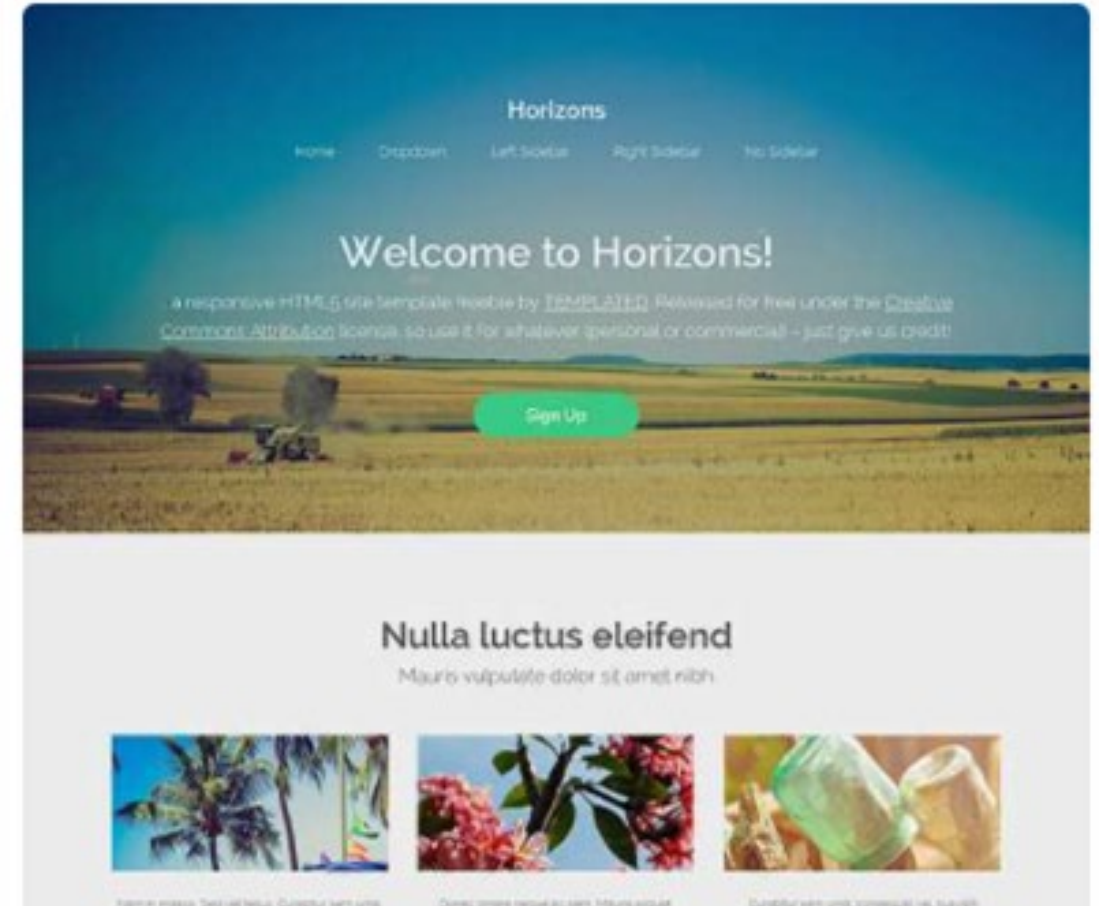 Horizons
Home Dropdown Left Sidebar Right Sidebar No Sidebar
Welcome to Horizons!
a responsive HTML5 site template freebie by TEMPLATED. Released for free under the Creative
Commons Attribution license, so use it for whatever (personal or commercial) – just give us credit!
Sign Up
Nulla luctus eleifend
Mauris vulputate dolor sit amet nibh